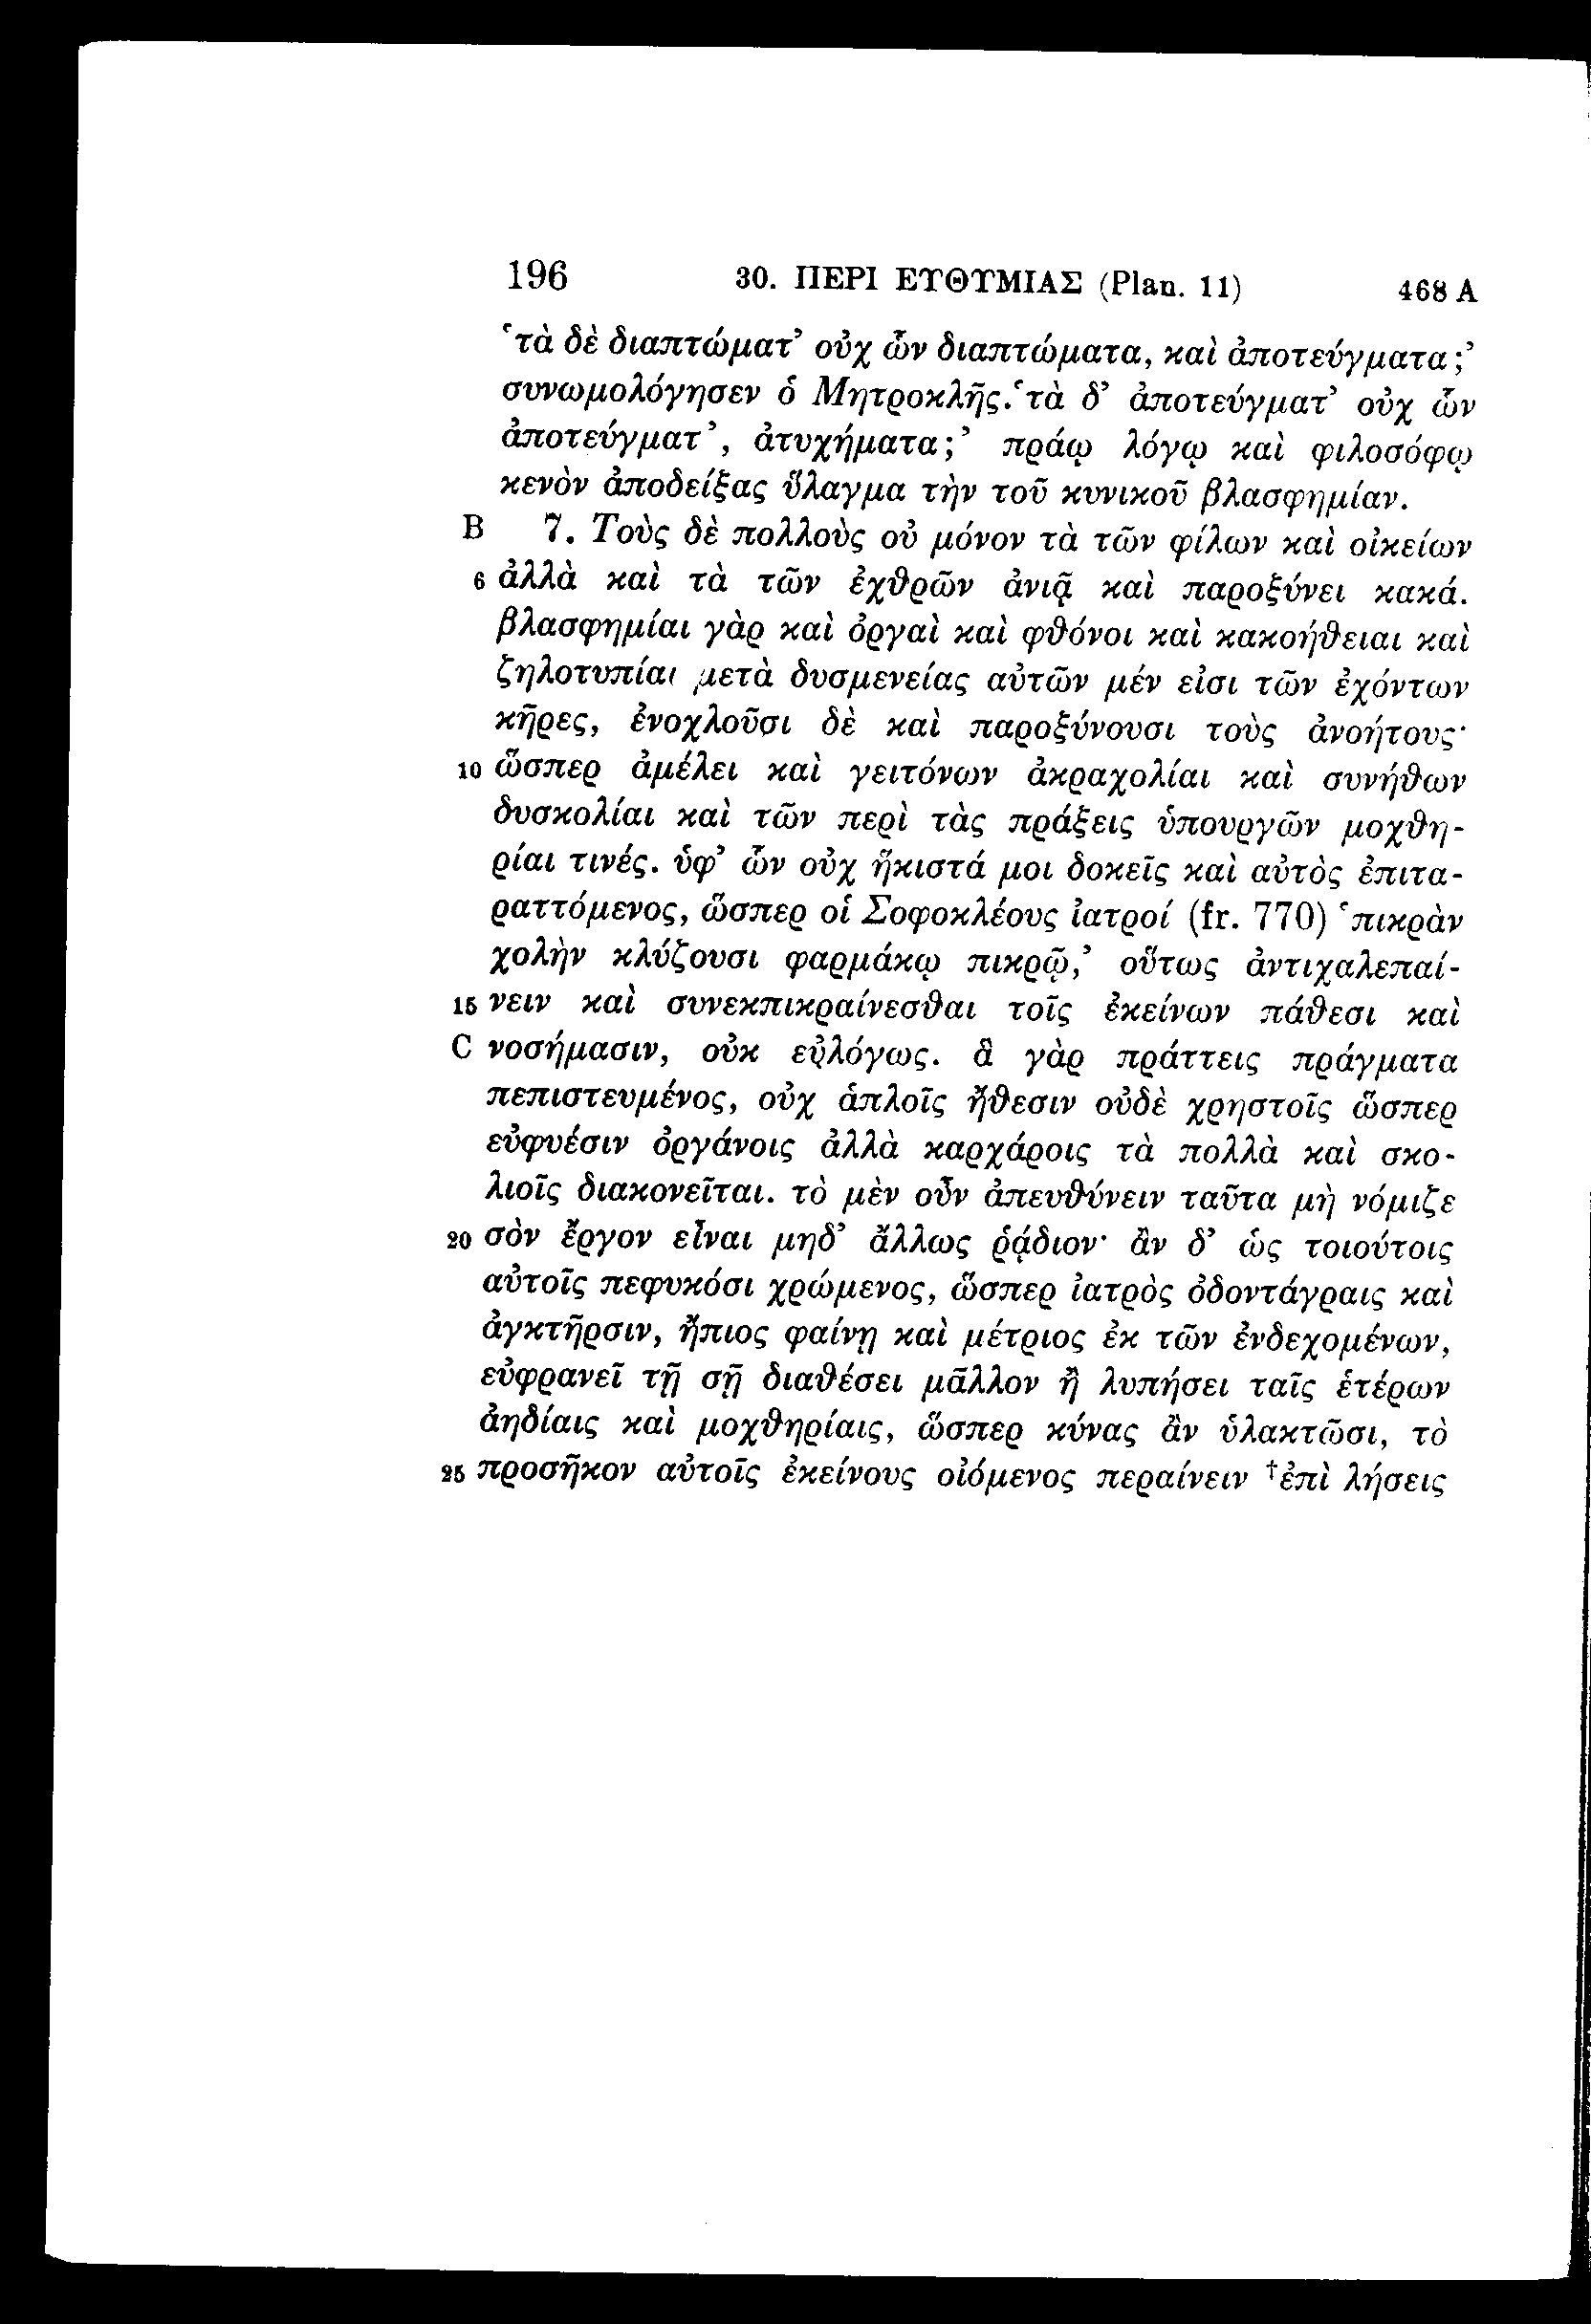 196 30. ΠΕΡΙ ΕΥΘΥΜΙΑΣ (Plan. 11) 468 A
‘τὰ δὲ διαπτώματ’ οὐχ ὧν διαπτώματα, καὶ ἀποτεύγματα;’
συνωμολόγησεν ὁ Μητροκλῆς. ‘τὰ δ’ ἀποτεύγματ’ οὐχ ὧν
ἀποτεύγματ’, ἀτυχήματα;’ πράῳ λόγῳ καὶ φιλοσόφῳ
κενὸν ἀποδείξας ὕλαγμα τὴν τοῦ κυνικοῦ βλασφημίαν.
B 7. Τοὺς δὲ πολλοὺς οὐ μόνον τὰ τῶν φίλων καὶ οἰκείων
6 ἀλλὰ καὶ τὰ τῶν ἐχθρῶν ἀνιᾷ καὶ παροξύνει κακά.
βλασφημίαι γὰρ καὶ ὀργαὶ καὶ φθόνοι καὶ κακοήθειαι καὶ
ζηλοτυπίαι μετὰ δυσμενείας αὐτῶν μέν εἰσι τῶν ἐχόντων
κῆρες, ἐνοχλοῦσι δὲ καὶ παροξύνουσι τοὺς ἀνοήτους·
10 ὥσπερ ἀμέλει καὶ γειτόνων ἀκραχολίαι καὶ συνήθων
δυσκολίαι καὶ τῶν περὶ τὰς πράξεις ὑπουργῶν μοχθη-
ρίαι τινές. ὑφ’ ὧν οὐχ ἥκιστά μοι δοκεῖς καὶ αὐτὸς ἐπιτα-
ραττόμενος, ὥσπερ οἱ Σοφοκλέους ἰατροί (fr. 770) ‘πικρὰν
χολὴν κλύζουσι φαρμάκῳ πικρῷ,’ οὕτως ἀντιχαλεπαί-
15 νειν καὶ συνεκπικραίνεσθαι τοῖς ἐκείνων πάθεσι καὶ
C νοσήμασιν, οὐκ εὐλόγως. ἃ γὰρ πράττεις πράγματα
πεπιστευμένος, οὐχ ἁπλοῖς ἤθεσιν οὐδὲ χρηστοῖς ὥσπερ
εὐφυέσιν ὀργάνοις ἀλλὰ καρχάροις τὰ πολλὰ καὶ σκο-
λιοῖς διακονεῖται. τὸ μὲν οὖν ἀπευθύνειν ταῦτα μὴ νόμιζε
20 σὸν ἔργον εἶναι μηδ’ ἄλλως ῥᾴδιον· ἂν δ’ ὡς τοιούτοις
αὐτοῖς πεφυκόσι χρώμενος, ὥσπερ ἰατρὸς ὀδοντάγραις καὶ
ἀγκτῆρσιν, ἤπιος φαίνῃ καὶ μέτριος ἐκ τῶν ἐνδεχομένων,
εὐφρανεῖ τῇ σῇ διαθέσει μᾶλλον ἢ λυπήσει ταῖς ἑτέρων
ἀηδίαις καὶ μοχθηρίαις, ὥσπερ κύνας ἂν ὑλακτῶσι, τὸ
25 προσῆκον αὐτοῖς ἐκείνους οἰόμενος περαίνειν †ἐπὶ λήσεις